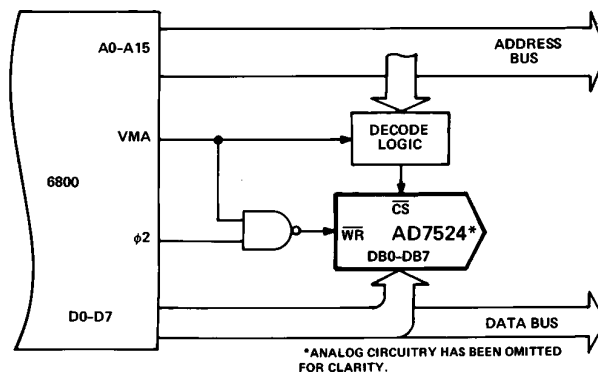 A0–A15
ADDRESS
BUS
VMA
DECODE
LOGIC
6800
CS
WR
AD7524*
φ2
DB0–DB7
D0–D7
DATA BUS
*ANALOG CIRCUITRY HAS BEEN OMITTED
FOR CLARITY.